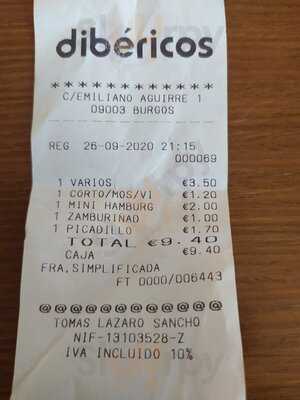 dibéricos
* * * * * * * * * * * * * *
C/EMILIANO AGUIRRE 1
09003 BURGOS
REG 26-09-2020 21:15
000069
1 VARIOS €3.50
1 CORTO/MOS/VI €1.20
1 MINI HAMBURG €2.00
1 ZAMBURINAD €1.00
1 PICADILLO €1.70
TOTAL €9.40
CAJA €9.40
FRA,SIMPLIFICADA
FT 0000/006443
@@@@@@@@@@@@@@@@@@
TOMAS LAZARO SANCHO
NIF-13103528-Z
IVA INCLUIDO 10%